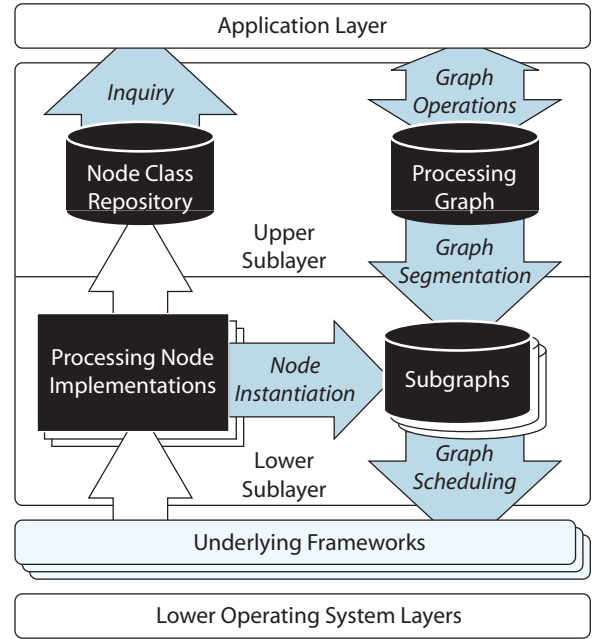 Application Layer
Inquiry
Graph
Operations
Node Class
Repository
Processing
Graph
Upper
Sublayer
Graph
Segmentation
Processing Node
Implementations
Node
Instantiation
Subgraphs
Lower
Sublayer
Graph
Scheduling
Underlying Frameworks
Lower Operating System Layers